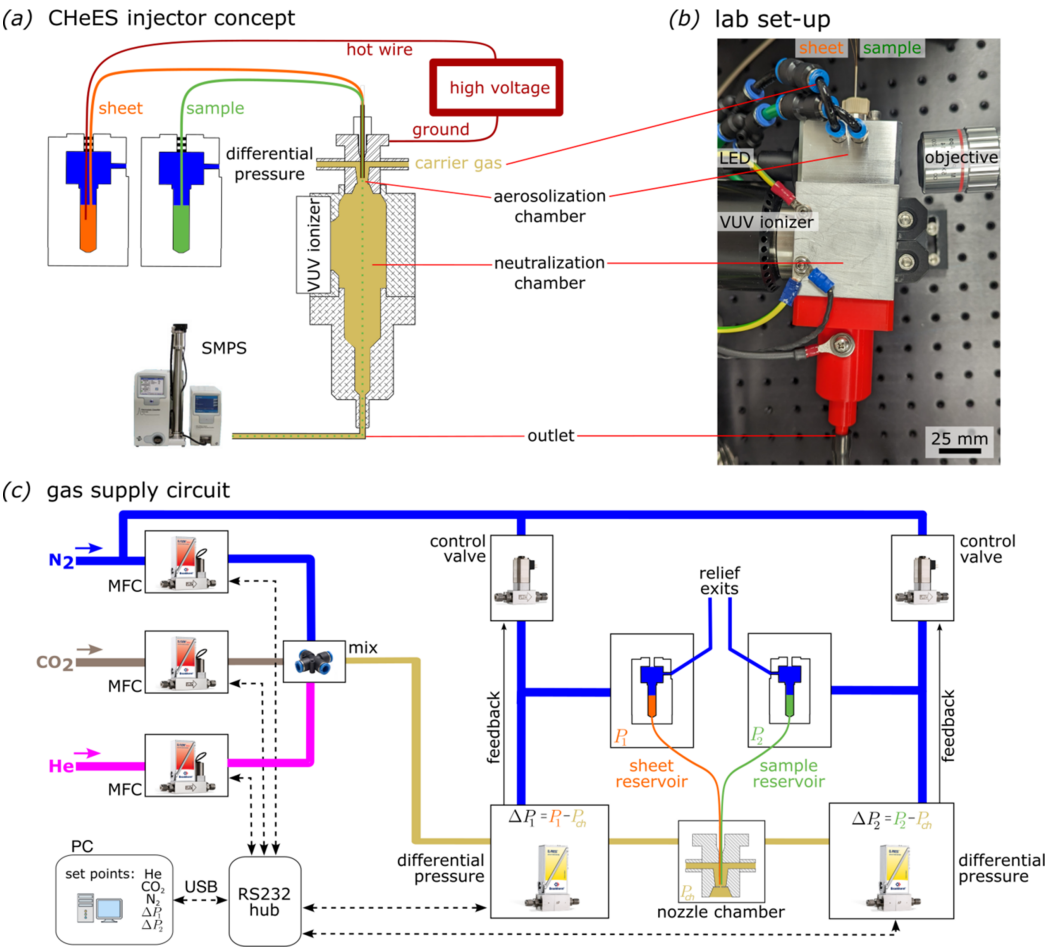 (a) CHeES injector concept
hot wire
sheet
sample
high voltage
ground
differential
pressure
carrier gas
aerosolization
chamber
VUV ionizer
neutralization
chamber
SMPS
outlet
(b) lab set-up
sheet sample
LED
objective
VUV ionizer
25 mm
(c) gas supply circuit
N2
MFC
CO2
MFC
He
MFC
mix
control
valve
control
valve
relief
exits
feedback
feedback
P1
P2
sheet
reservoir
sample
reservoir
ΔP1 = P1-Pch
ΔP2 = P2-Pch
differential
pressure
Pch
nozzle chamber
differential
pressure
PC
set points:
He
CO2
N2
ΔP1
ΔP2
USB
RS232
hub